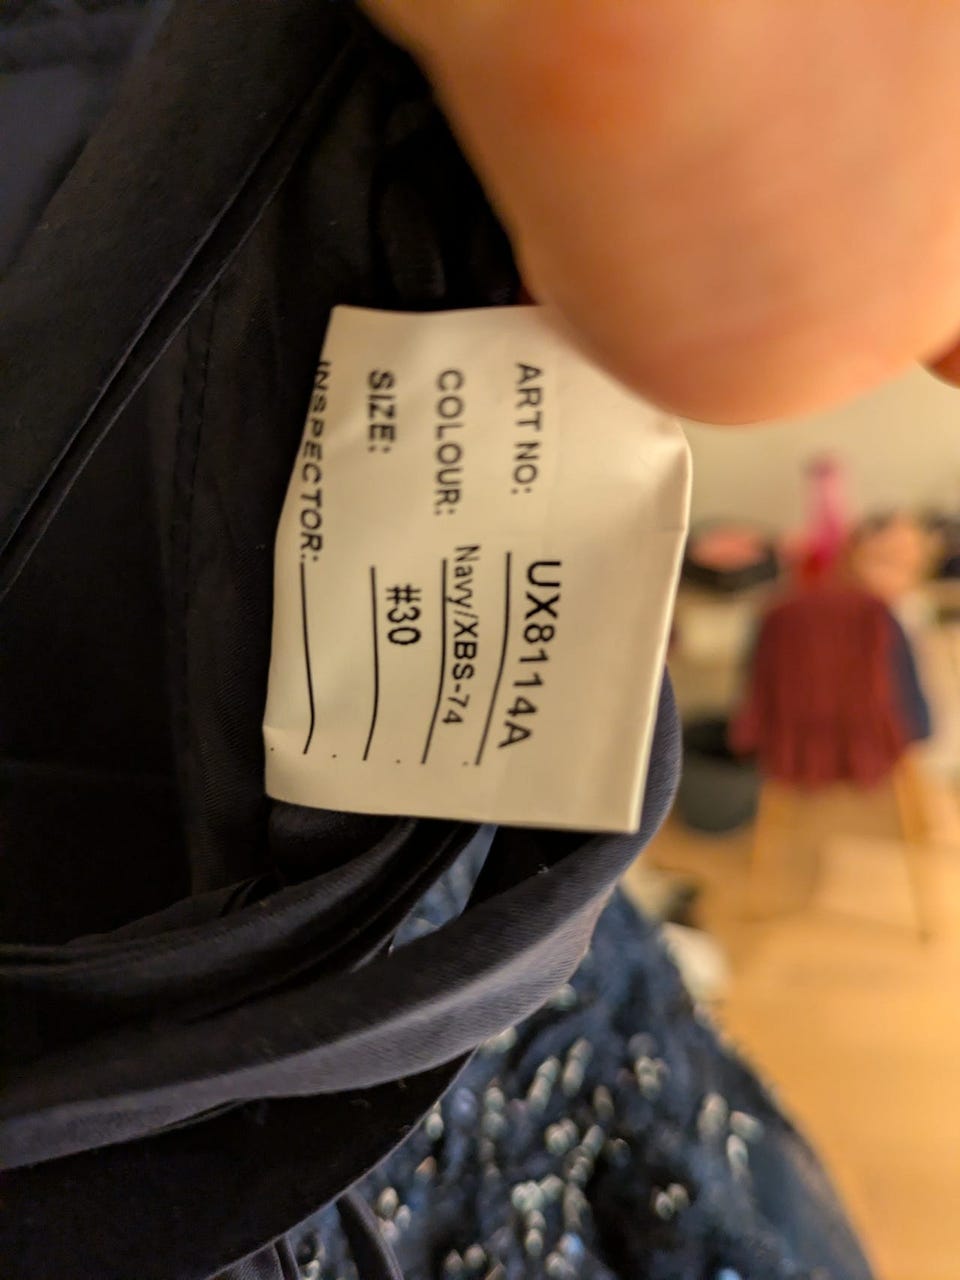 ART NO: UX8114A
COLOUR: Navy/XBS-74
SIZE: #30
INSPECTOR: